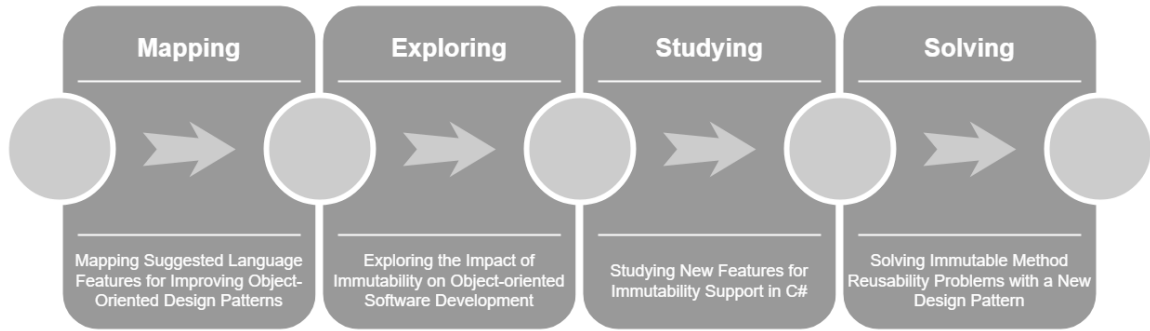 Mapping
Exploring
Studying
Solving
Mapping Suggested Language
Features for Improving Object-
Oriented Design Patterns
Exploring the Impact of
Immutability on Object-oriented
Software Development
Studying New Features for
Immutability Support in C#
Solving Immutable Method
Reusability Problems with a New
Design Pattern